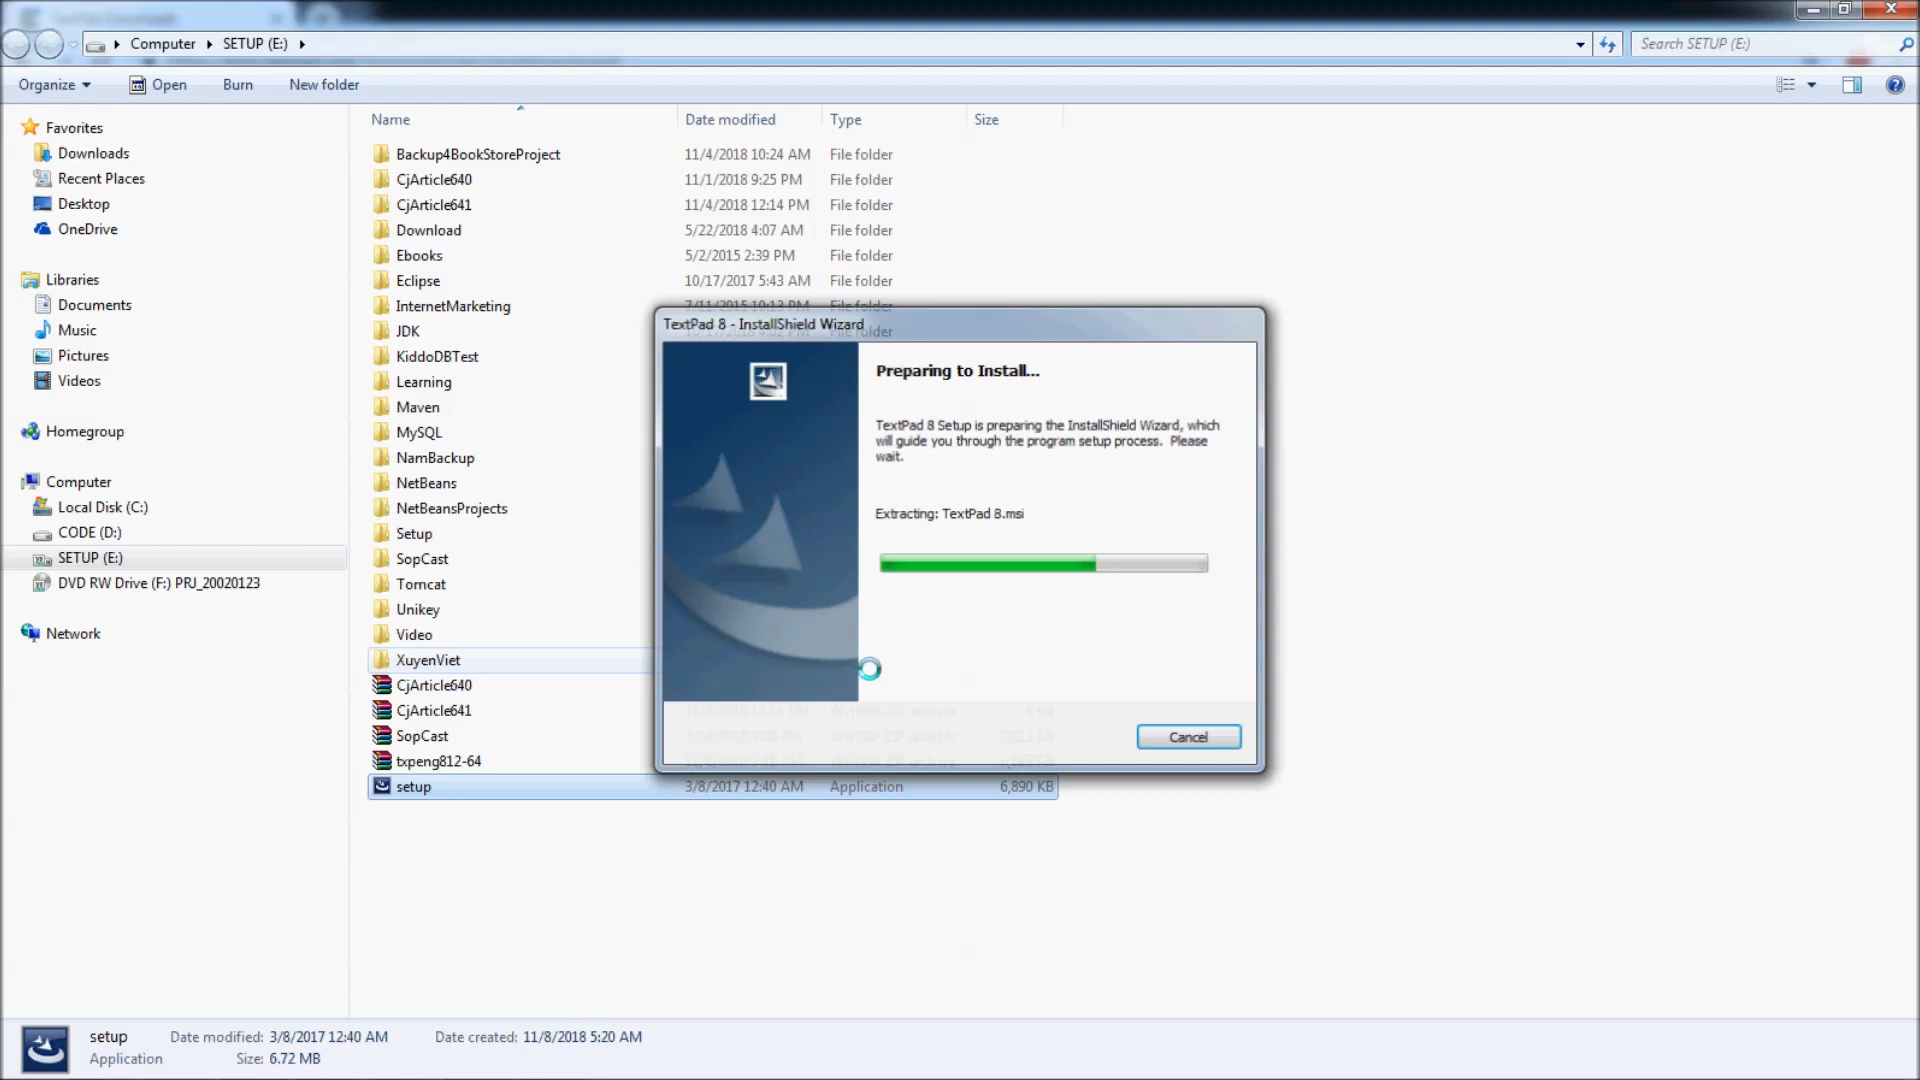 Computer SETUP (E:)
Search SETUP (E:)
Organize Open Burn New folder
Favorites
Downloads
Recent Places
Desktop
OneDrive
Libraries
Documents
Music
Pictures
Videos
Homegroup
Computer
Local Disk (C:)
CODE (D:)
SETUP (E:)
DVD RW Drive (F:) PRJ_20020123
Network
Name Date modified Type Size
Backup4BookStoreProject 11/4/2018 10:24 AM File folder
CjArticle640 11/1/2018 9:25 PM File folder
CjArticle641 11/4/2018 12:14 PM File folder
Download 5/22/2018 4:07 AM File folder
Ebooks 5/2/2015 2:39 PM File folder
Eclipse 10/17/2017 5:43 AM File folder
InternetMarketing 7/11/2015 10:13 PM File folder
JDK File folder
KiddoDBTest
Learning
Maven
MySQL
NamBackup
NetBeans
NetBeansProjects
Setup
SopCast
Tomcat
Unikey
Video
XuyenViet
CjArticle640
CjArticle641
SopCast
txpeng812-64
setup 3/8/2017 12:40 AM Application 6,890 KB
TextPad 8 - InstallShield Wizard
Preparing to Install...
TextPad 8 Setup is preparing the InstallShield Wizard, which
will guide you through the program setup process. Please
wait.
Extracting: TextPad 8.msi
Cancel
setup Date modified: 3/8/2017 12:40 AM Date created: 11/8/2018 5:20 AM
Application Size: 6.72 MB